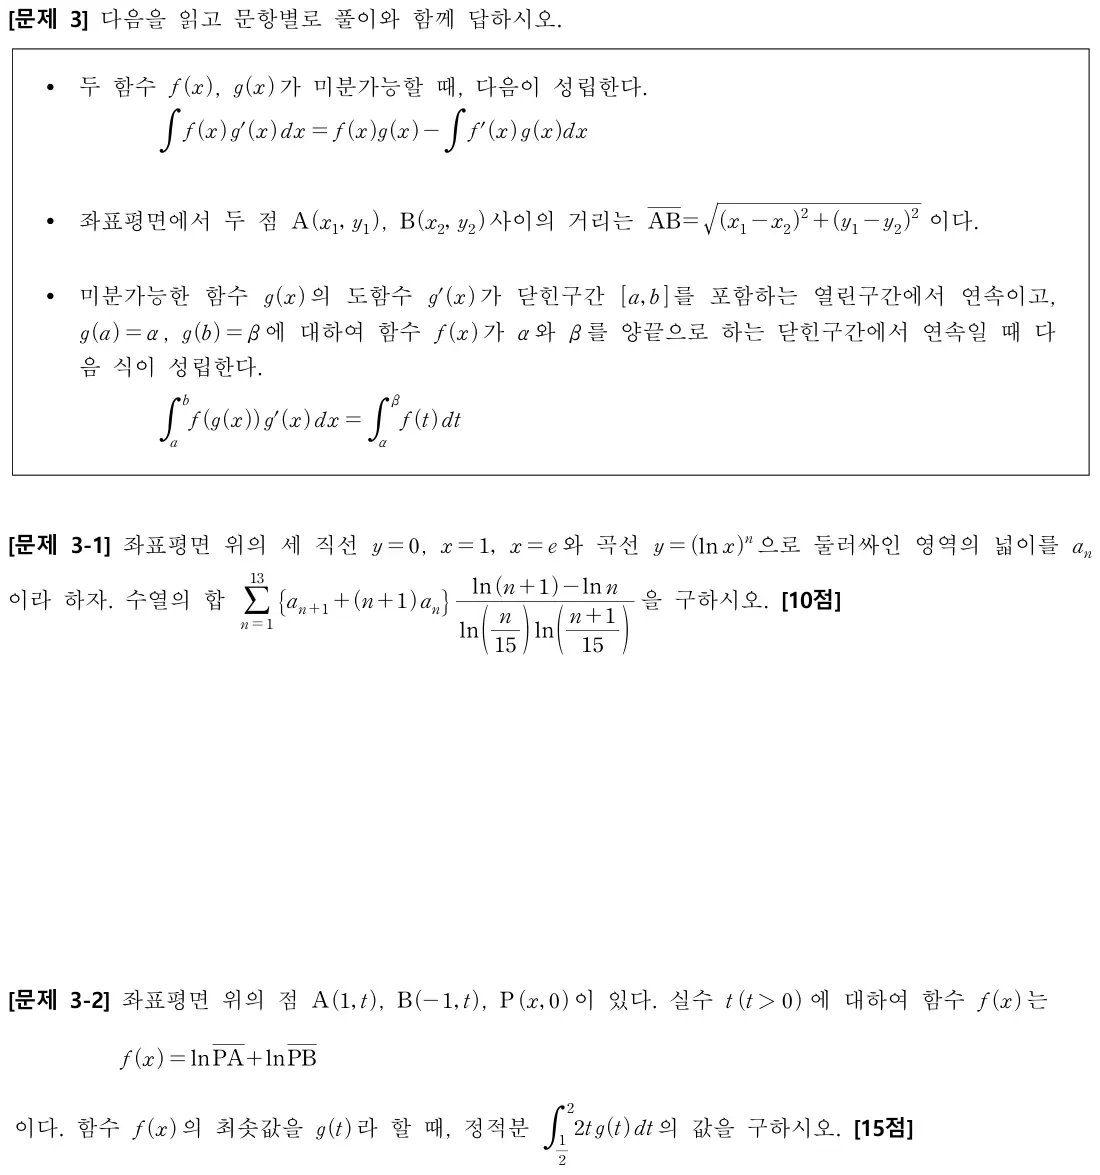 [문제 3] 다음을 읽고 문항별로 풀이와 함께 답하시오.
• 두 함수 f(x), g(x)가 미분가능할 때, 다음이 성립한다.
∫f(x)g′(x)dx = f(x)g(x) − ∫f′(x)g(x)dx
• 좌표평면에서 두 점 A(x₁, y₁), B(x₂, y₂)사이의 거리는 A̅B̅=√((x₁−x₂)²+(y₁−y₂)²) 이다.
• 미분가능한 함수 g(x)의 도함수 g′(x)가 닫힌구간 [a, b]를 포함하는 열린구간에서 연속이고,
g(a)=α, g(b)=β에 대하여 함수 f(x)가 α와 β를 양끝으로 하는 닫힌구간에서 연속일 때 다
음 식이 성립한다.
∫_a^b f(g(x))g′(x)dx = ∫_α^β f(t)dt
[문제 3-1] 좌표평면 위의 세 직선 y=0, x=1, x=e와 곡선 y=(ln x)ⁿ으로 둘러싸인 영역의 넓이를 aₙ
이라 하자. 수열의 합 ∑_{n=1}^{13} {a_{n+1}+(n+1)a_n} (ln(n+1)−ln n)/(ln(n/15) ln((n+1)/15)) 을 구하시오. [10점]
[문제 3-2] 좌표평면 위의 점 A(1, t), B(−1, t), P(x, 0)이 있다. 실수 t(t>0)에 대하여 함수 f(x)는
f(x)=ln P̅A̅+ln P̅B̅
이다. 함수 f(x)의 최솟값을 g(t)라 할 때, 정적분 ∫_{1/2}^{2} 2t g(t)dt의 값을 구하시오. [15점]